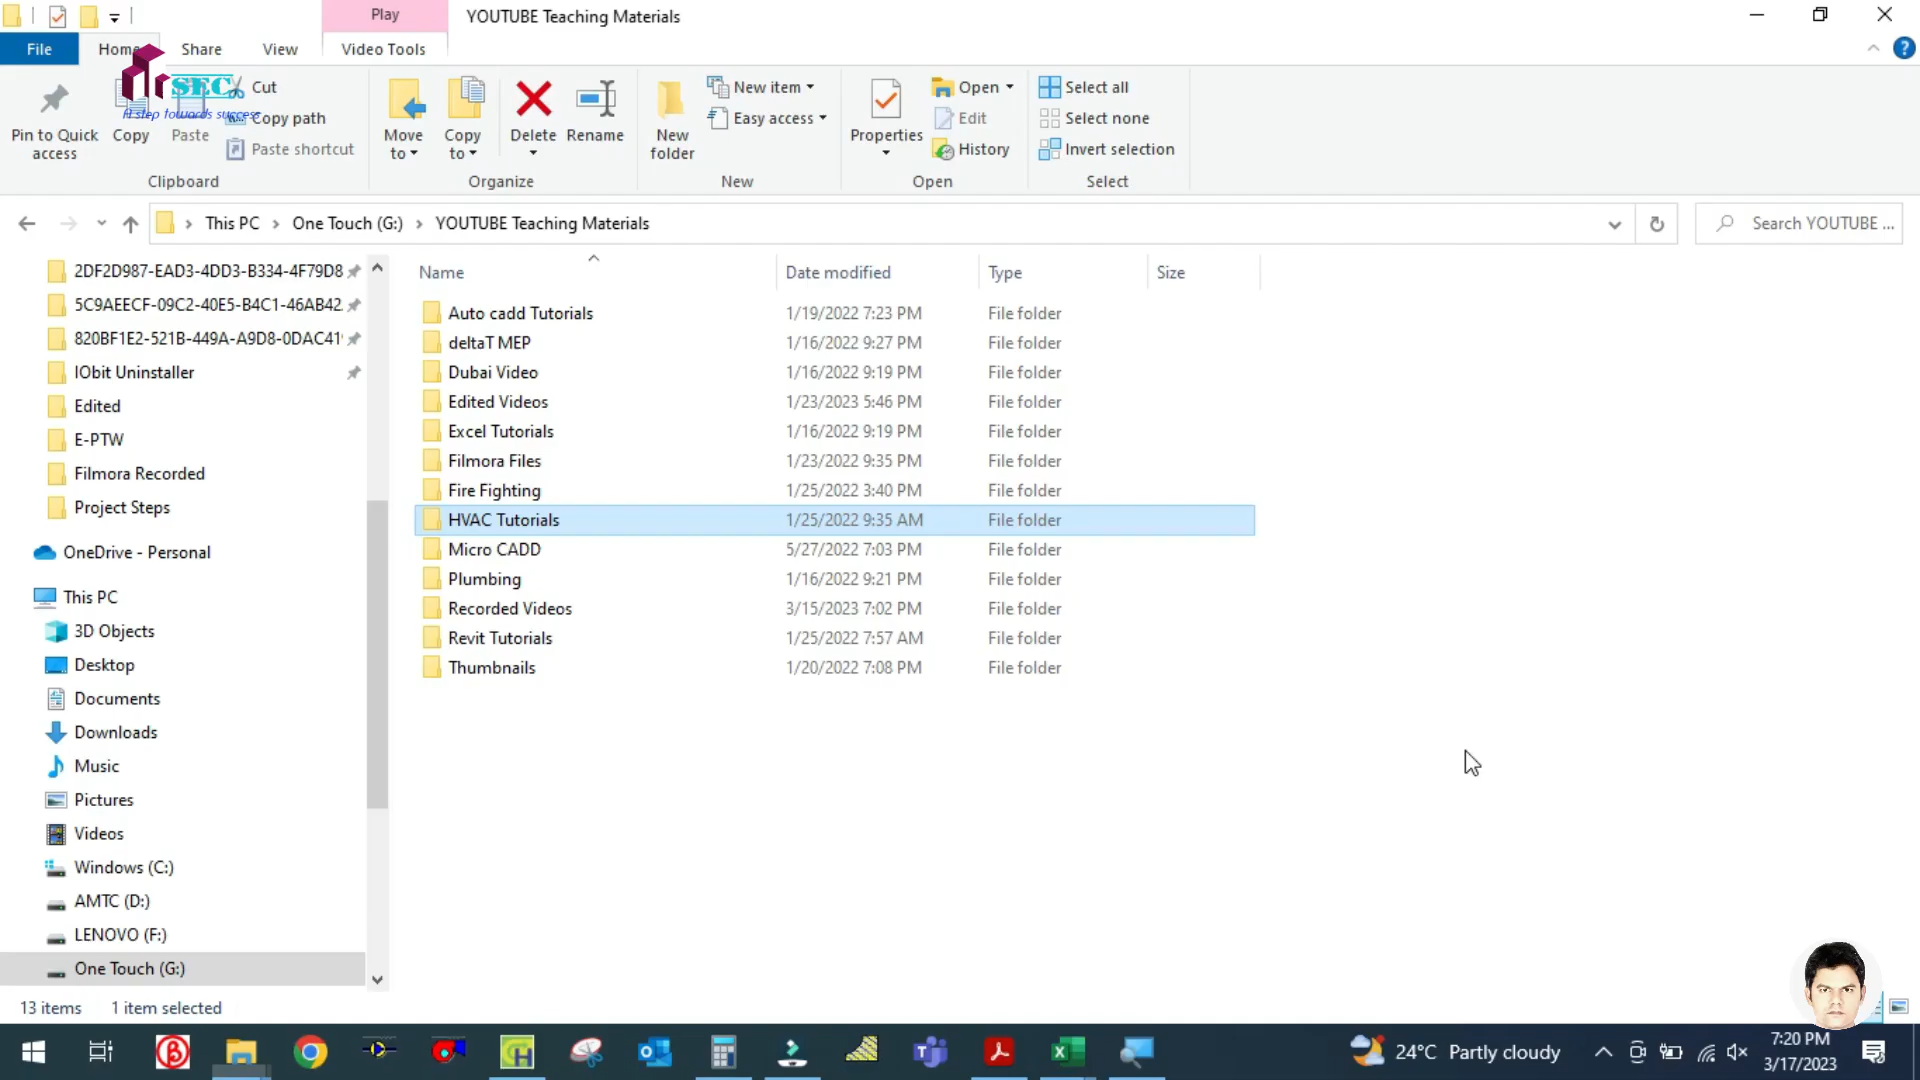 Play
YOUTUBE Teaching Materials
File
Home
Share
View
Video Tools
SEC
A step towards success
Pin to Quick access
Copy
Paste
Cut
Copy path
Paste shortcut
Clipboard
Move to
Copy to
Delete
Rename
Organize
New folder
New item
Easy access
New
Properties
Open
Edit
History
Open
Select all
Select none
Invert selection
Select
This PC > One Touch (G:) > YOUTUBE Teaching Materials
Search YOUTUBE ...
2DF2D987-EAD3-4DD3-B334-4F79D8
5C9AEECF-09C2-40E5-B4C1-46AB42
820BF1E2-521B-449A-A9D8-0DAC41
IObit Uninstaller
Edited
E-PTW
Filmora Recorded
Project Steps
OneDrive - Personal
This PC
3D Objects
Desktop
Documents
Downloads
Music
Pictures
Videos
Windows (C:)
AMTC (D:)
LENOVO (F:)
One Touch (G:)
Name Date modified Type Size
Auto cadd Tutorials 1/19/2022 7:23 PM File folder
deltaT MEP 1/16/2022 9:27 PM File folder
Dubai Video 1/16/2022 9:19 PM File folder
Edited Videos 1/23/2023 5:46 PM File folder
Excel Tutorials 1/16/2022 9:19 PM File folder
Filmora Files 1/23/2022 9:35 PM File folder
Fire Fighting 1/25/2022 3:40 PM File folder
HVAC Tutorials 1/25/2022 9:35 AM File folder
Micro CADD 5/27/2022 7:03 PM File folder
Plumbing 1/16/2022 9:21 PM File folder
Recorded Videos 3/15/2023 7:02 PM File folder
Revit Tutorials 1/25/2022 7:57 AM File folder
Thumbnails 1/20/2022 7:08 PM File folder
13 items 1 item selected
24°C Partly cloudy
7:20 PM
3/17/2023